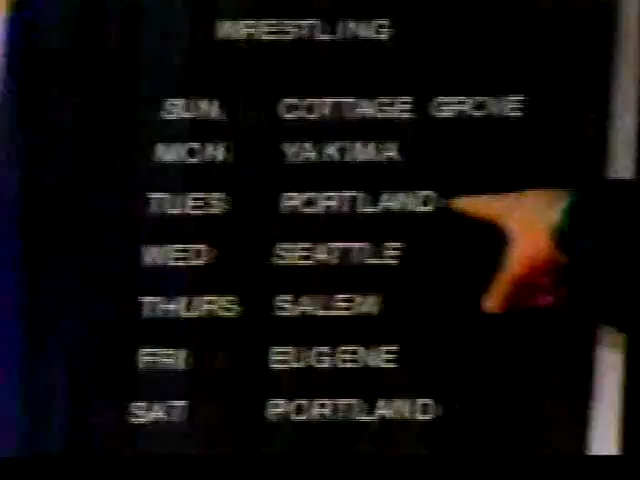 WRESTLING
SUN. COTTAGE GROVE
MON. YAKIMA
TUES PORTLAND
WED SEATTLE
THURS SALEM
FRI EUGENE
SAT PORTLAND